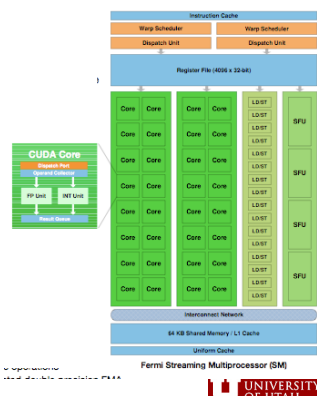 Instruction Cache
Warp Scheduler Warp Scheduler
Dispatch Unit Dispatch Unit
Register File (4096 x 32-bit)
LD/ST
Core Core Core Core
LD/ST
SFU
LD/ST
Core Core Core Core
LD/ST
CUDA Core
LD/ST
Core Core Core Core
LD/ST
Dispatch Port
Operand Collector
LD/ST
Core Core Core Core
LD/ST
SFU
FP Unit INT Unit
LD/ST
Core Core Core Core
LD/ST
Result Queue
SFU
LD/ST
Core Core Core Core
LD/ST
LD/ST
Core Core Core Core
LD/ST
SFU
LD/ST
Core Core Core Core
LD/ST
Interconnect Network
64 KB Shared Memory / L1 Cache
Uniform Cache
operations
Fermi Streaming Multiprocessor (SM)
double precision FMA
UNIVERSITY
OF UTAH